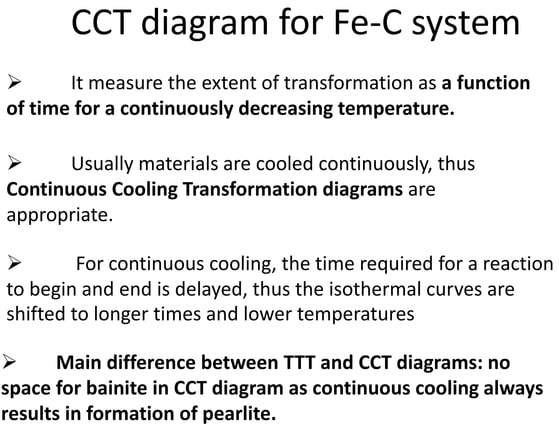 CCT diagram for Fe-C system
➢ It measure the extent of transformation as a function
of time for a continuously decreasing temperature.
➢ Usually materials are cooled continuously, thus
Continuous Cooling Transformation diagrams are
appropriate.
➢ For continuous cooling, the time required for a reaction
to begin and end is delayed, thus the isothermal curves are
shifted to longer times and lower temperatures
➢ Main difference between TTT and CCT diagrams: no
space for bainite in CCT diagram as continuous cooling always
results in formation of pearlite.